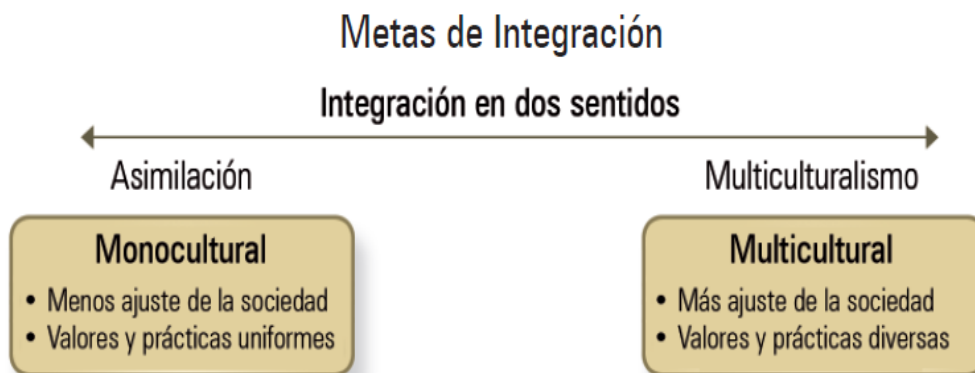 Metas de Integración
Integración en dos sentidos
Asimilación
Multiculturalismo
Monocultural
• Menos ajuste de la sociedad
• Valores y prácticas uniformes
Multicultural
• Más ajuste de la sociedad
• Valores y prácticas diversas